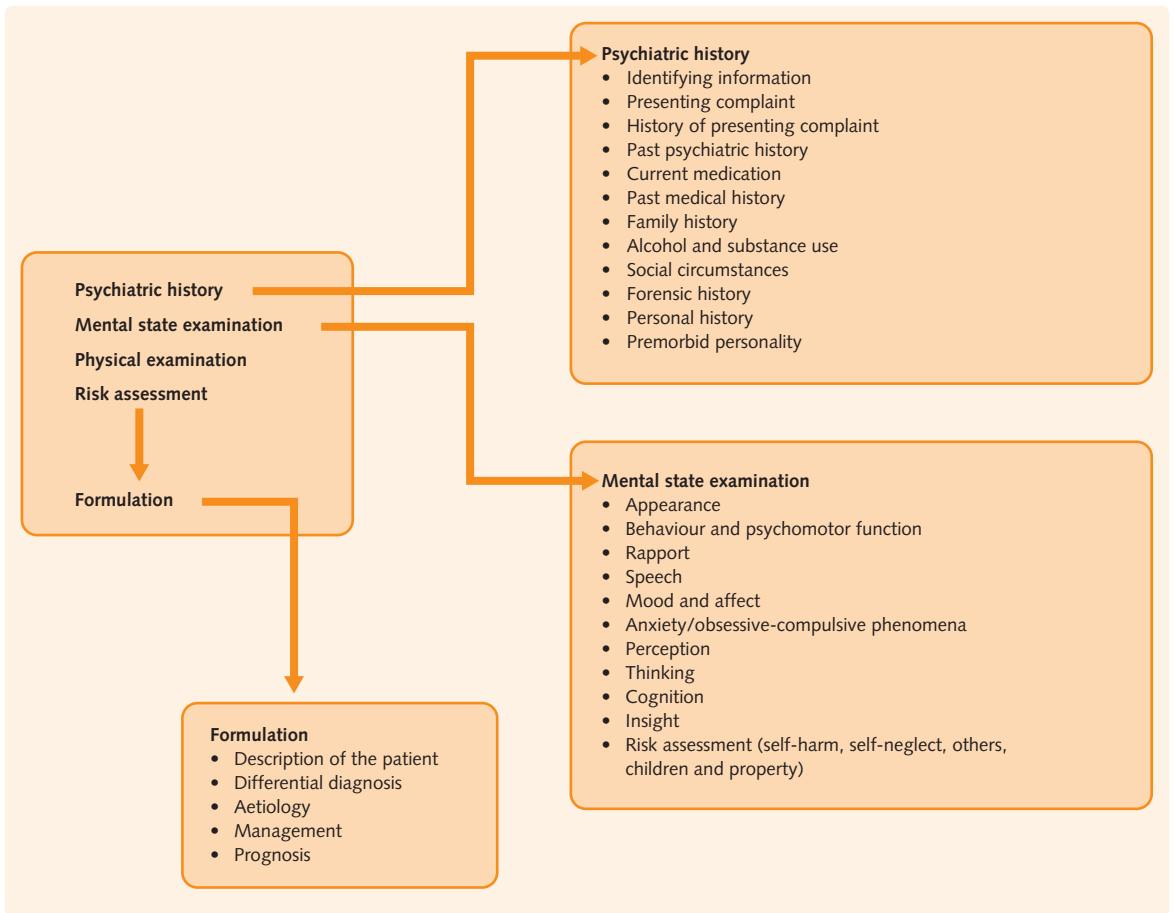 Psychiatric history
Mental state examination
Physical examination
Risk assessment
Formulation
Psychiatric history
• Identifying information
• Presenting complaint
• History of presenting complaint
• Past psychiatric history
• Current medication
• Past medical history
• Family history
• Alcohol and substance use
• Social circumstances
• Forensic history
• Personal history
• Premorbid personality
Mental state examination
• Appearance
• Behaviour and psychomotor function
• Rapport
• Speech
• Mood and affect
• Anxiety/obsessive-compulsive phenomena
• Perception
• Thinking
• Cognition
• Insight
• Risk assessment (self-harm, self-neglect, others,
children and property)
Formulation
• Description of the patient
• Differential diagnosis
• Aetiology
• Management
• Prognosis